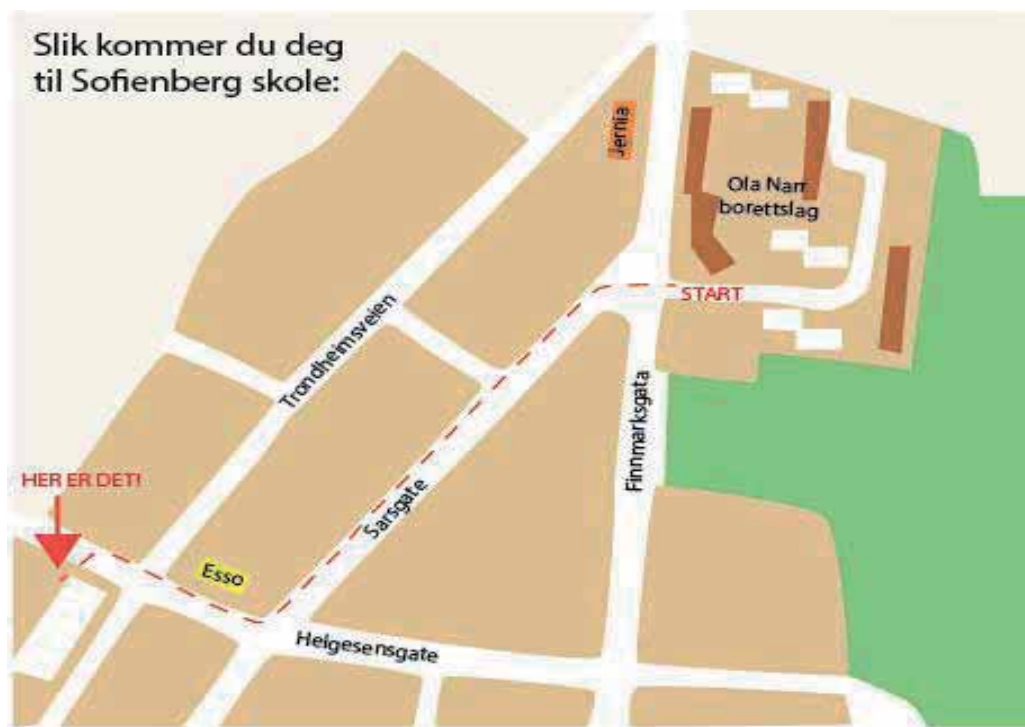 Slik kommer du deg
til Sofienberg skole:
Jernia
Ola Narr
borettslag
START
Trondheimsveien
Finnmarksgata
HER ER DET!
Sarsgate
Esso
Helgesensgate